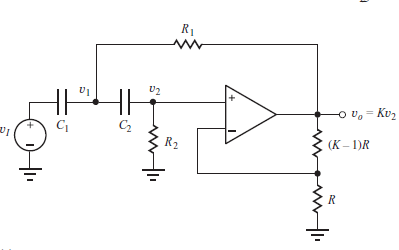 R1
v1
v2
+
vI
+
C1
C2
R2
vo = Kv2
(K – 1)R
R